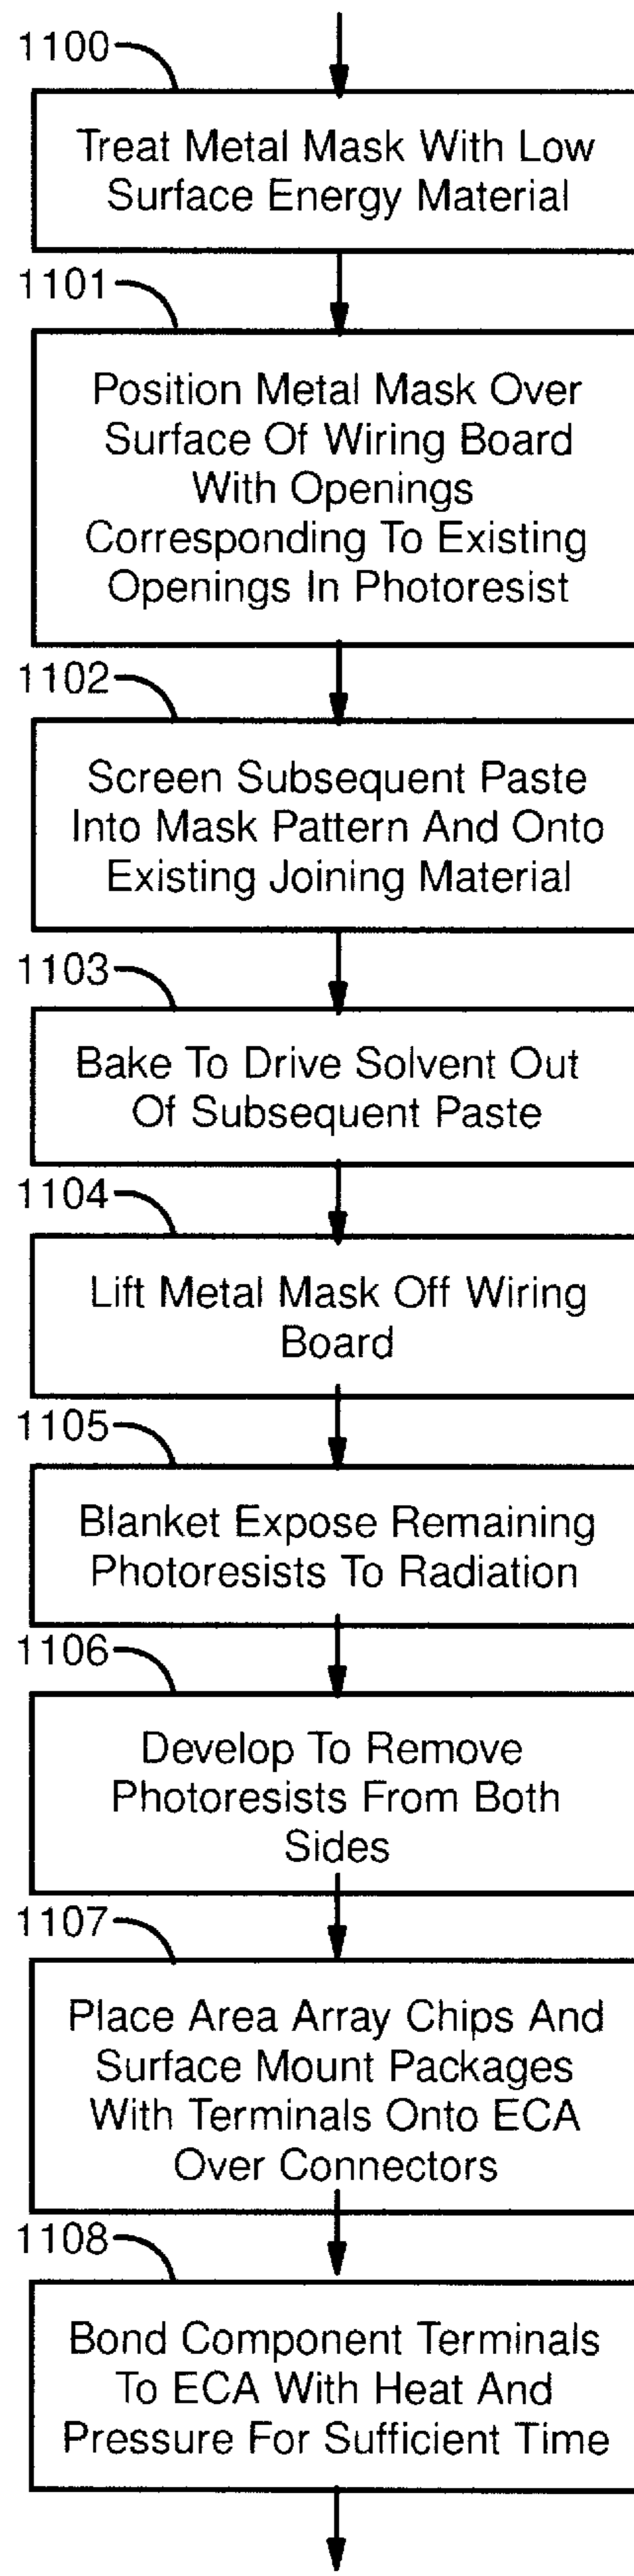 1100
Treat Metal Mask With Low
Surface Energy Material
1101
Position Metal Mask Over
Surface Of Wiring Board
With Openings
Corresponding To Existing
Openings In Photoresist
1102
Screen Subsequent Paste
Into Mask Pattern And Onto
Existing Joining Material
1103
Bake To Drive Solvent Out
Of Subsequent Paste
1104
Lift Metal Mask Off Wiring
Board
1105
Blanket Expose Remaining
Photoresists To Radiation
1106
Develop To Remove
Photoresists From Both
Sides
1107
Place Area Array Chips And
Surface Mount Packages
With Terminals Onto ECA
Over Connectors
1108
Bond Component Terminals
To ECA With Heat And
Pressure For Sufficient Time